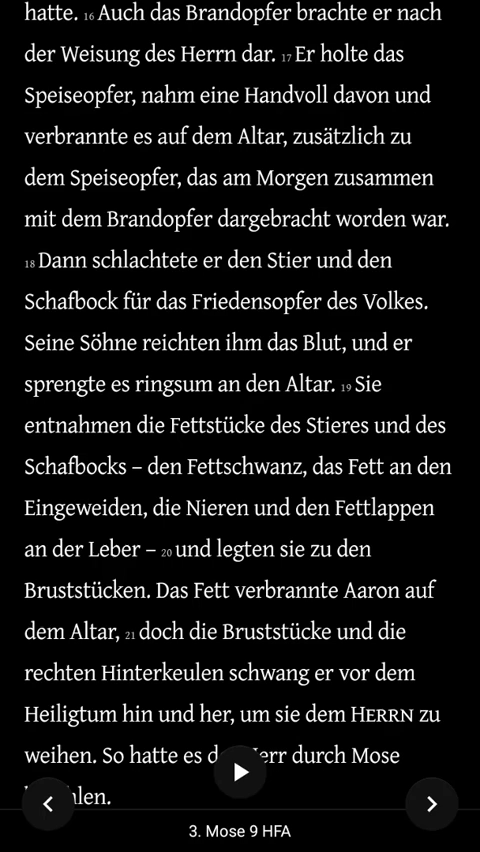 hatte. 16 Auch das Brandopfer brachte er nach
der Weisung des Herrn dar. 17 Er holte das
Speiseopfer, nahm eine Handvoll davon und
verbrannte es auf dem Altar, zusätzlich zu
dem Speiseopfer, das am Morgen zusammen
mit dem Brandopfer dargebracht worden war.
18 Dann schlachtete er den Stier und den
Schafbock für das Friedensopfer des Volkes.
Seine Söhne reichten ihm das Blut, und er
sprengte es ringsum an den Altar. 19 Sie
entnahmen die Fettstücke des Stieres und des
Schafbocks – den Fettschwanz, das Fett an den
Eingeweiden, die Nieren und den Fettlappen
an der Leber – 20 und legten sie zu den
Bruststücken. Das Fett verbrannte Aaron auf
dem Altar, 21 doch die Bruststücke und die
rechten Hinterkeulen schwang er vor dem
Heiligtum hin und her, um sie dem HERRN zu
weihen. So hatte es durch Mose
3. Mose 9 HFA